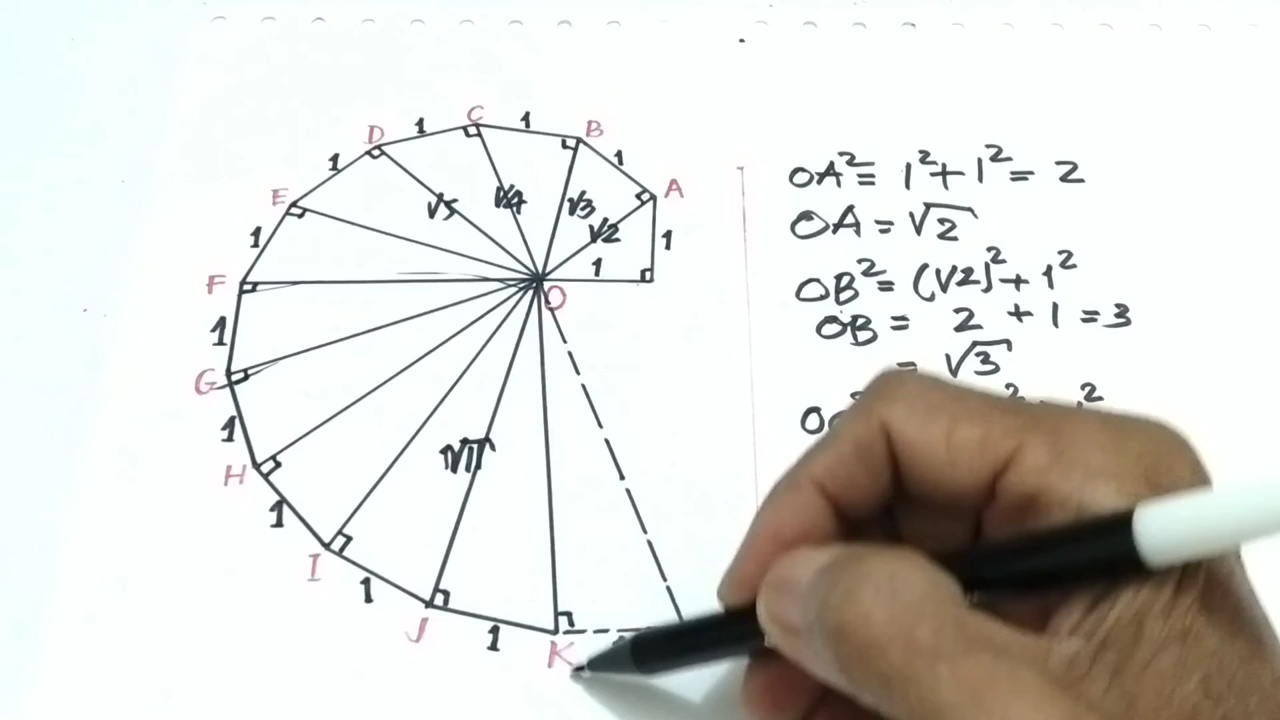 C
D
B
1
1
1
1
E
A
√5
√4
√3
√2
1
1
1
F
O
1
G
1
H
1
√11
I
1
J
1
K
OA² = 1² + 1² = 2
OA = √2
OB² = (√2)² + 1²
OB = 2 + 1 = 3
= √3